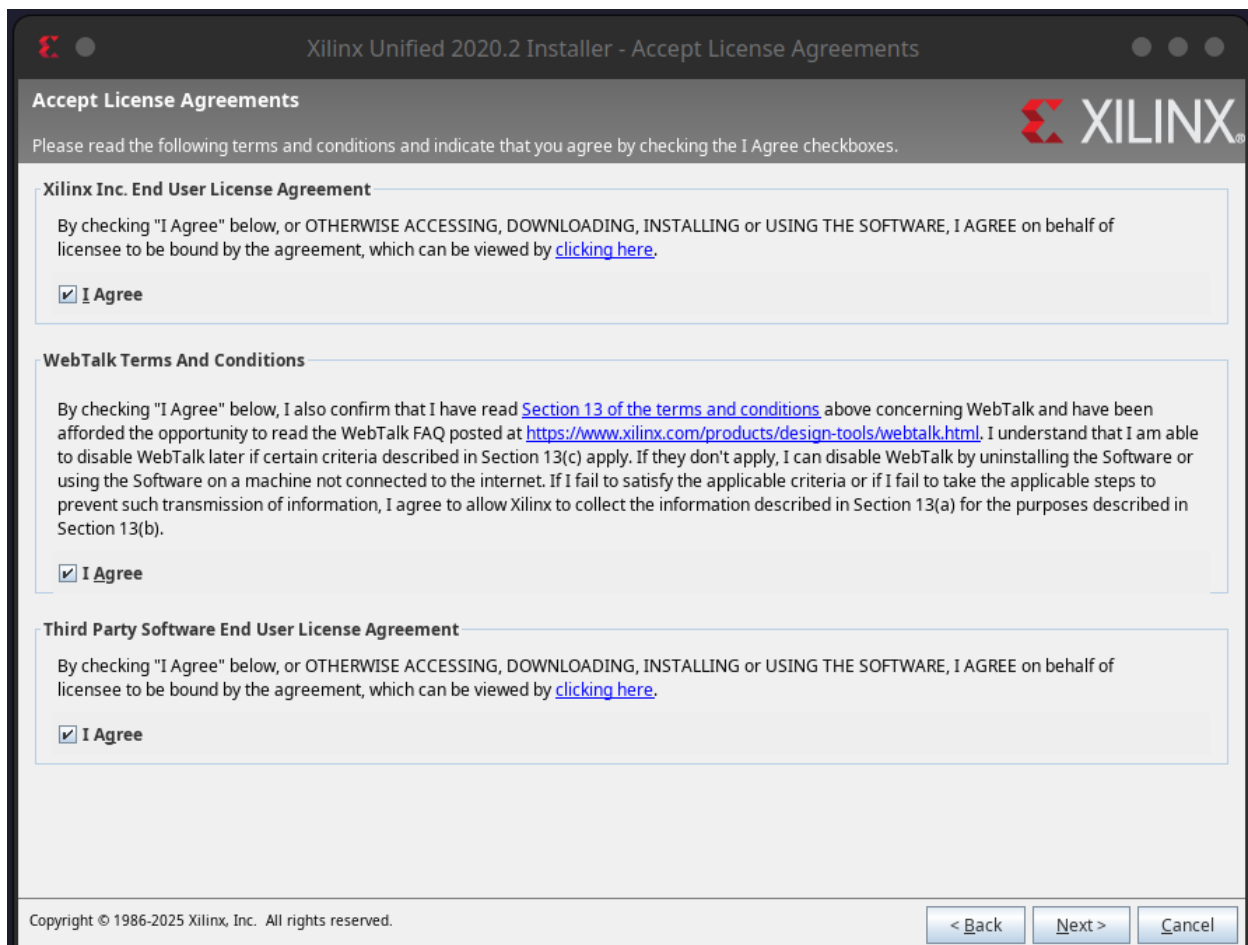 Xilinx Unified 2020.2 Installer - Accept License Agreements
Accept License Agreements
Please read the following terms and conditions and indicate that you agree by checking the I Agree checkboxes.
XILINX®
Xilinx Inc. End User License Agreement
By checking "I Agree" below, or OTHERWISE ACCESSING, DOWNLOADING, INSTALLING or USING THE SOFTWARE, I AGREE on behalf of
licensee to be bound by the agreement, which can be viewed by clicking here.
I Agree
WebTalk Terms And Conditions
By checking "I Agree" below, I also confirm that I have read Section 13 of the terms and conditions above concerning WebTalk and have been
afforded the opportunity to read the WebTalk FAQ posted at https://www.xilinx.com/products/design-tools/webtalk.html. I understand that I am able
to disable WebTalk later if certain criteria described in Section 13(c) apply. If they don't apply, I can disable WebTalk by uninstalling the Software or
using the Software on a machine not connected to the internet. If I fail to satisfy the applicable criteria or if I fail to take the applicable steps to
prevent such transmission of information, I agree to allow Xilinx to collect the information described in Section 13(a) for the purposes described in
Section 13(b).
I Agree
Third Party Software End User License Agreement
By checking "I Agree" below, or OTHERWISE ACCESSING, DOWNLOADING, INSTALLING or USING THE SOFTWARE, I AGREE on behalf of
licensee to be bound by the agreement, which can be viewed by clicking here.
I Agree
Copyright © 1986-2025 Xilinx, Inc. All rights reserved.
< Back
Next >
Cancel